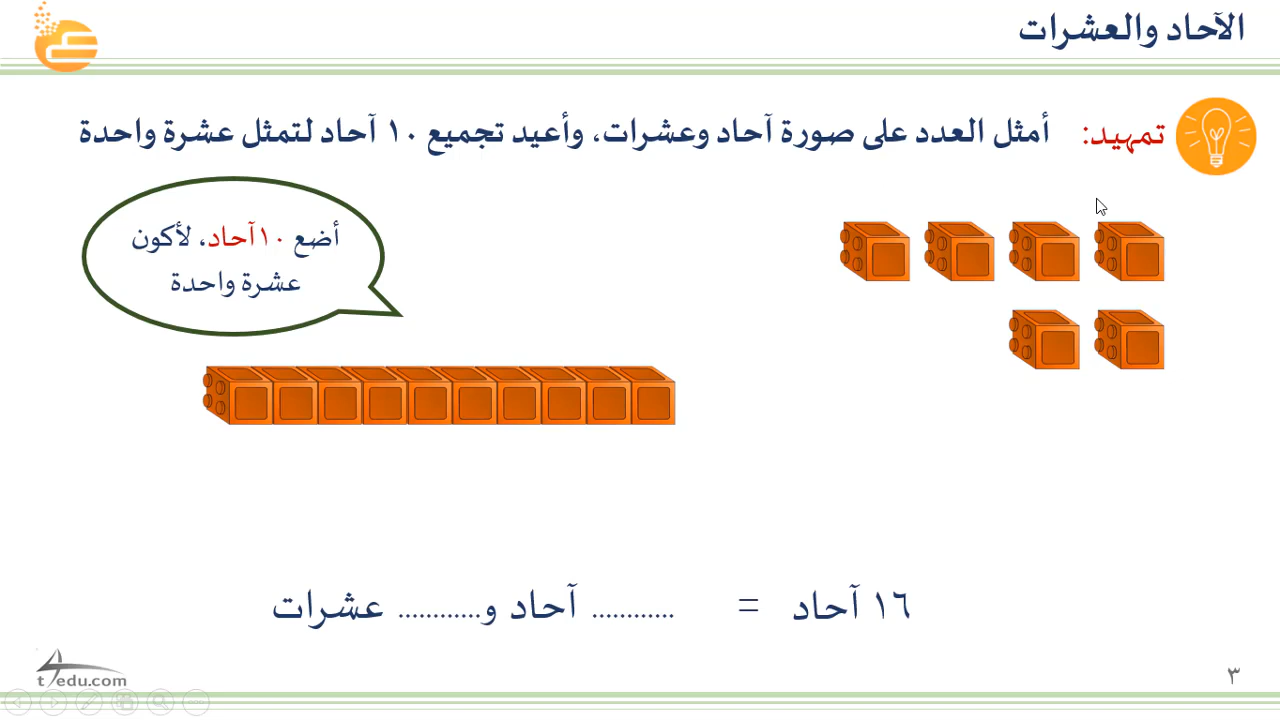 الآحاد والعشرات
تمهيد: أمثل العدد على صورة آحاد وعشرات، وأعيد تجميع ١٠ آحاد لتمثل عشرة واحدة
أضع ١٠آحاد، لأكون
عشرة واحدة
١٦ آحاد = ............ آحاد و............ عشرات
t4edu.com
٣